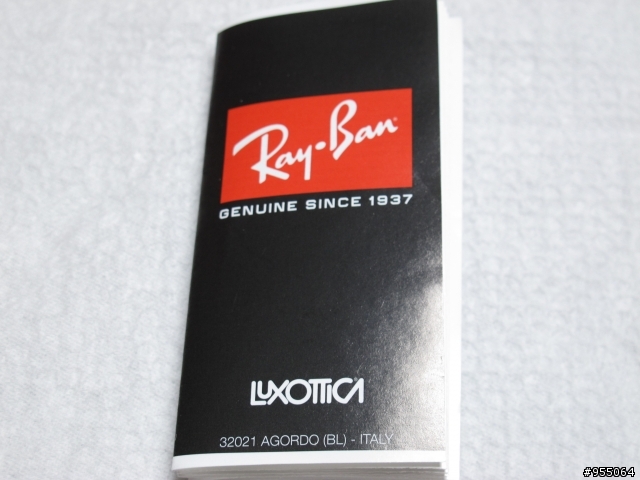 Ray-Ban
GENUINE SINCE 1937
LUXOTTICA
32021 AGORDO (BL) - ITALY
#955064